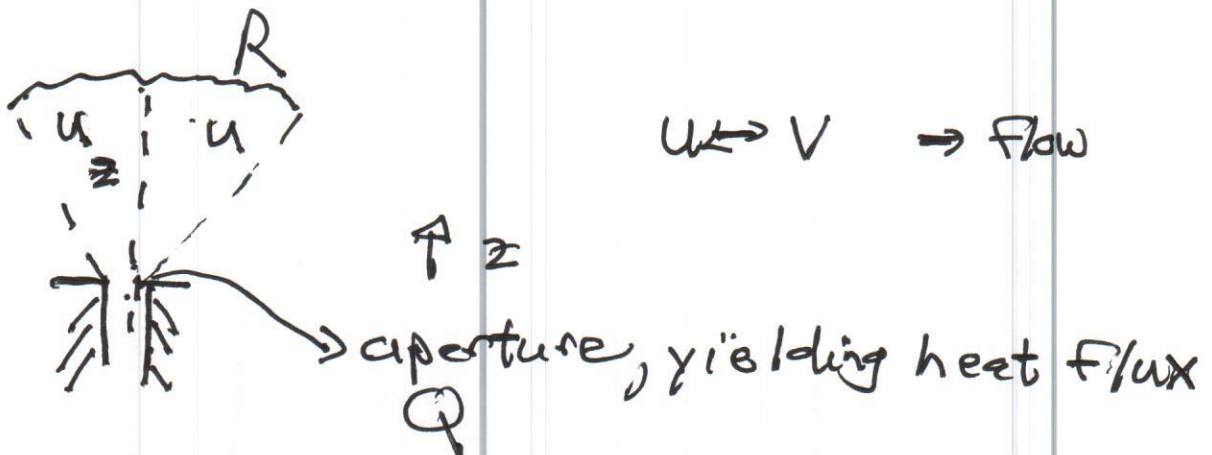 R
u u
z
U ↔ V → Flow
↑ z
→ aperture, yielding heat flux
Q